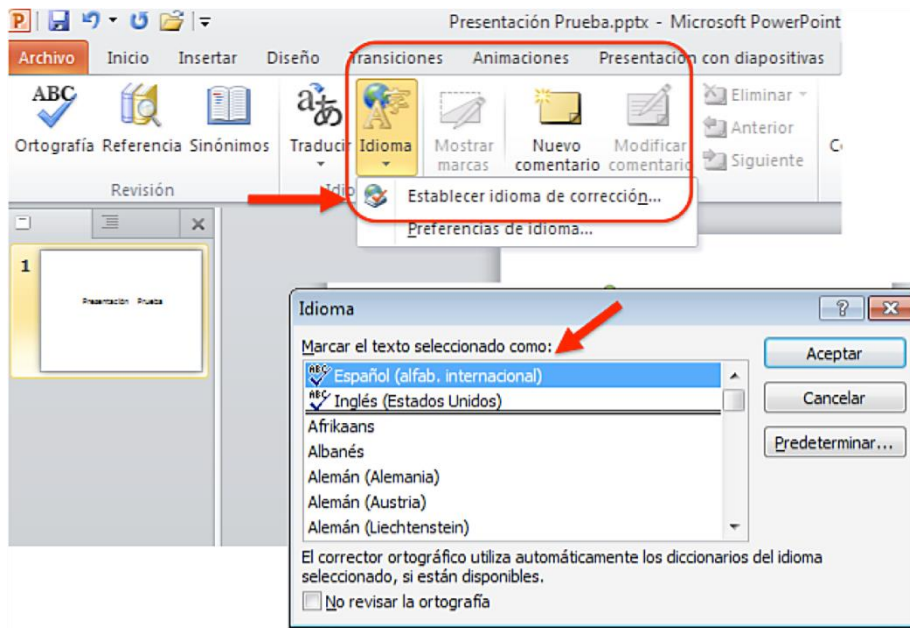 Presentación Prueba.pptx - Microsoft PowerPoint
Archivo Inicio Insertar Diseño Transiciones Animaciones Presentación con diapositivas
ABC
Ortografía Referencia Sinónimos Traducir Idioma Mostrar marcas Nuevo comentario Modificar comentario
Eliminar
Anterior
Siguiente
Revisión
Establecer idioma de corrección...
Preferencias de idioma...
1
Presentación Prueba
Idioma
Marcar el texto seleccionado como:
Español (alfab. internacional)
Inglés (Estados Unidos)
Afrikaans
Albanés
Alemán (Alemania)
Alemán (Austria)
Alemán (Liechtenstein)
Aceptar
Cancelar
Predeterminar...
El corrector ortográfico utiliza automáticamente los diccionarios del idioma
seleccionado, si están disponibles.
No revisar la ortografía